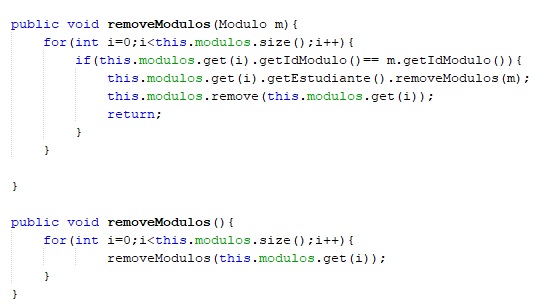 public void removeModulos(Modulo m){
for(int i=0;i<this.modulos.size();i++){
if(this.modulos.get(i).getIdModulo()== m.getIdModulo()){
this.modulos.get(i).getEstudiante().removeModulos(m);
this.modulos.remove(this.modulos.get(i));
return;
}
}
}
public void removeModulos(){
for(int i=0;i<this.modulos.size();i++){
removeModulos(this.modulos.get(i));
}
}